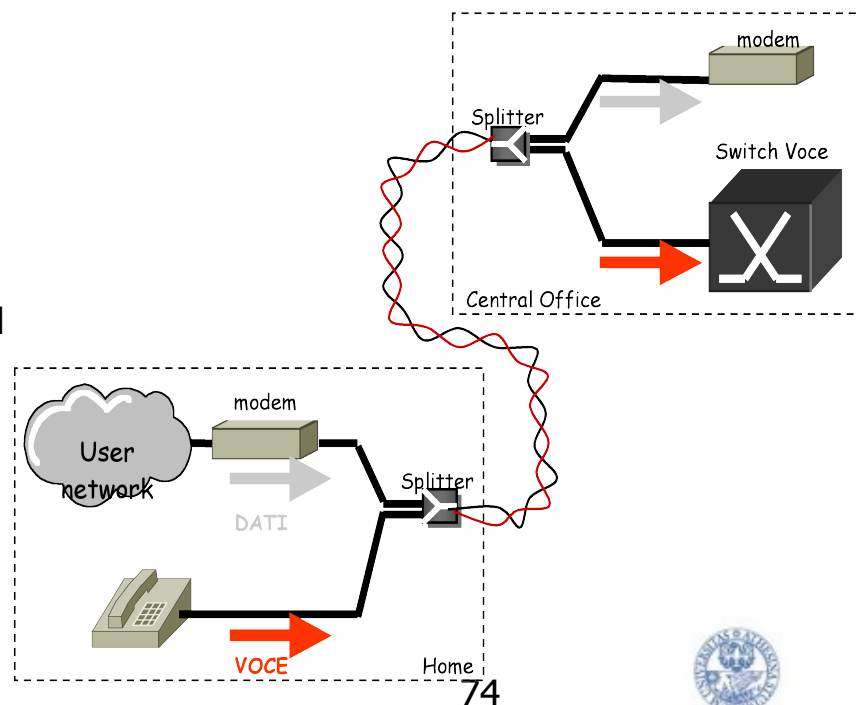 modem
Splitter
Switch Voce
Central Office
modem
User
network
Splitter
DATI
VOCE
Home
74